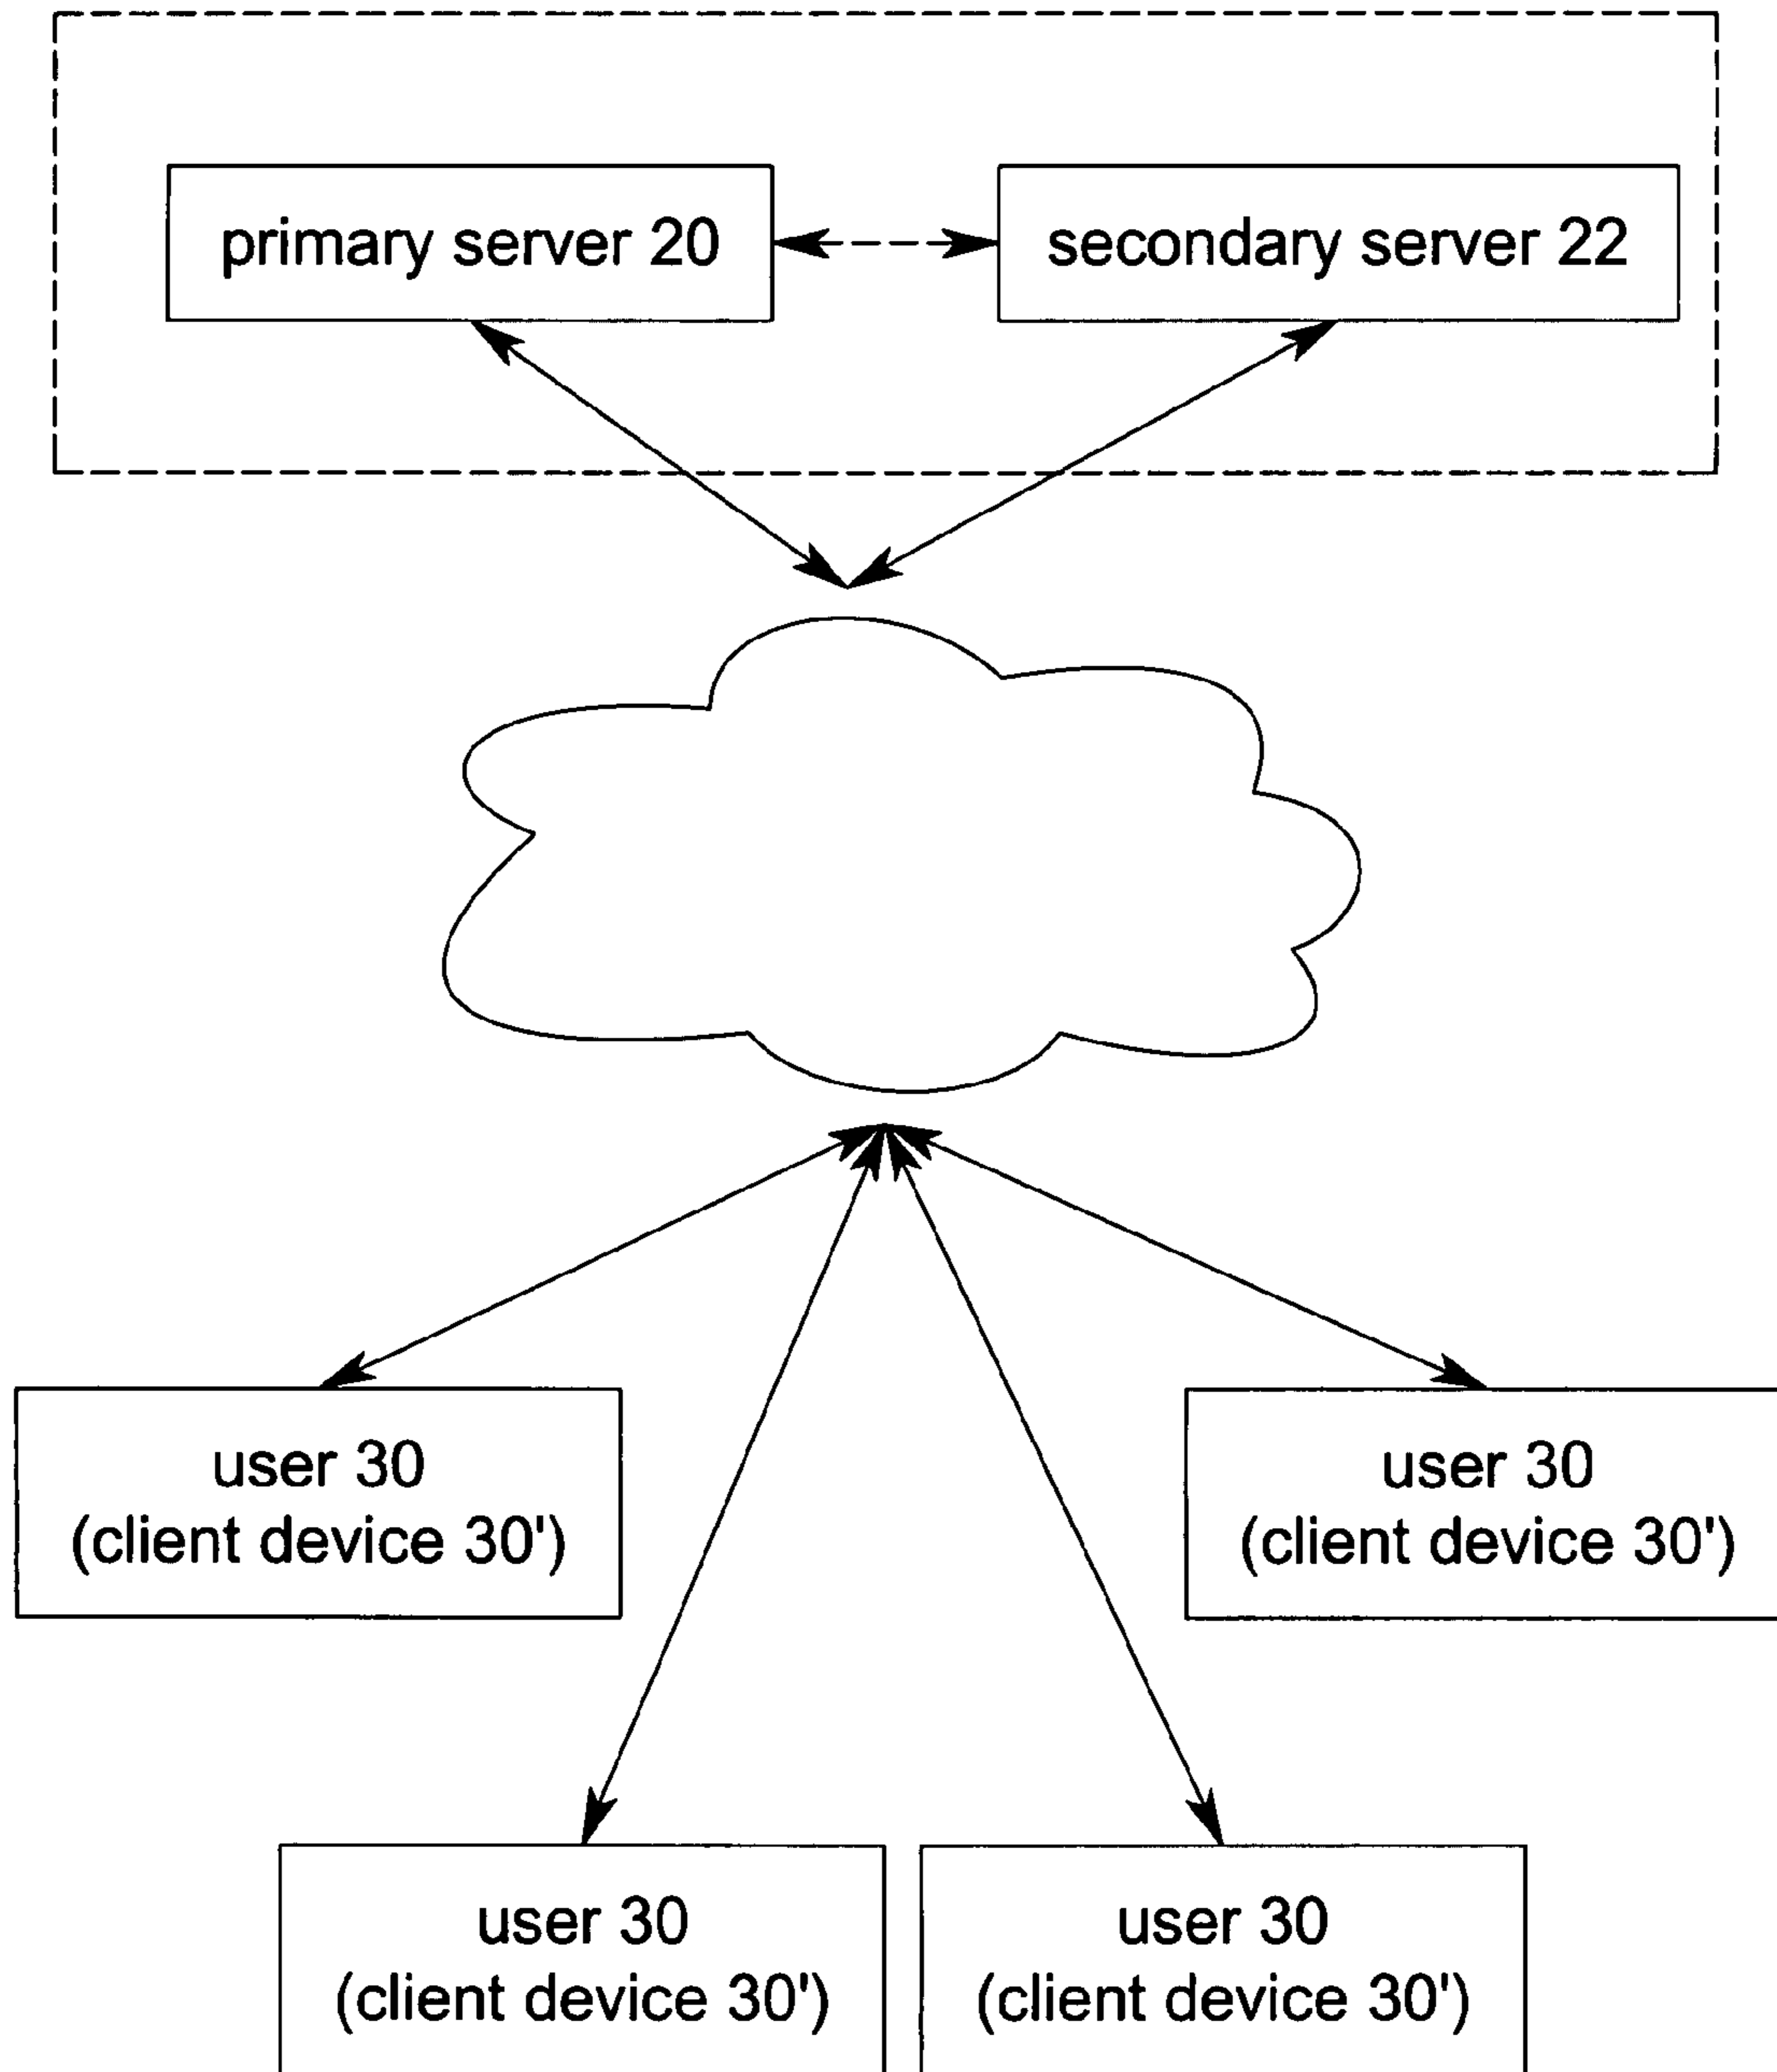 primary server 20
secondary server 22
user 30
(client device 30')
user 30
(client device 30')
user 30
(client device 30')
user 30
(client device 30')